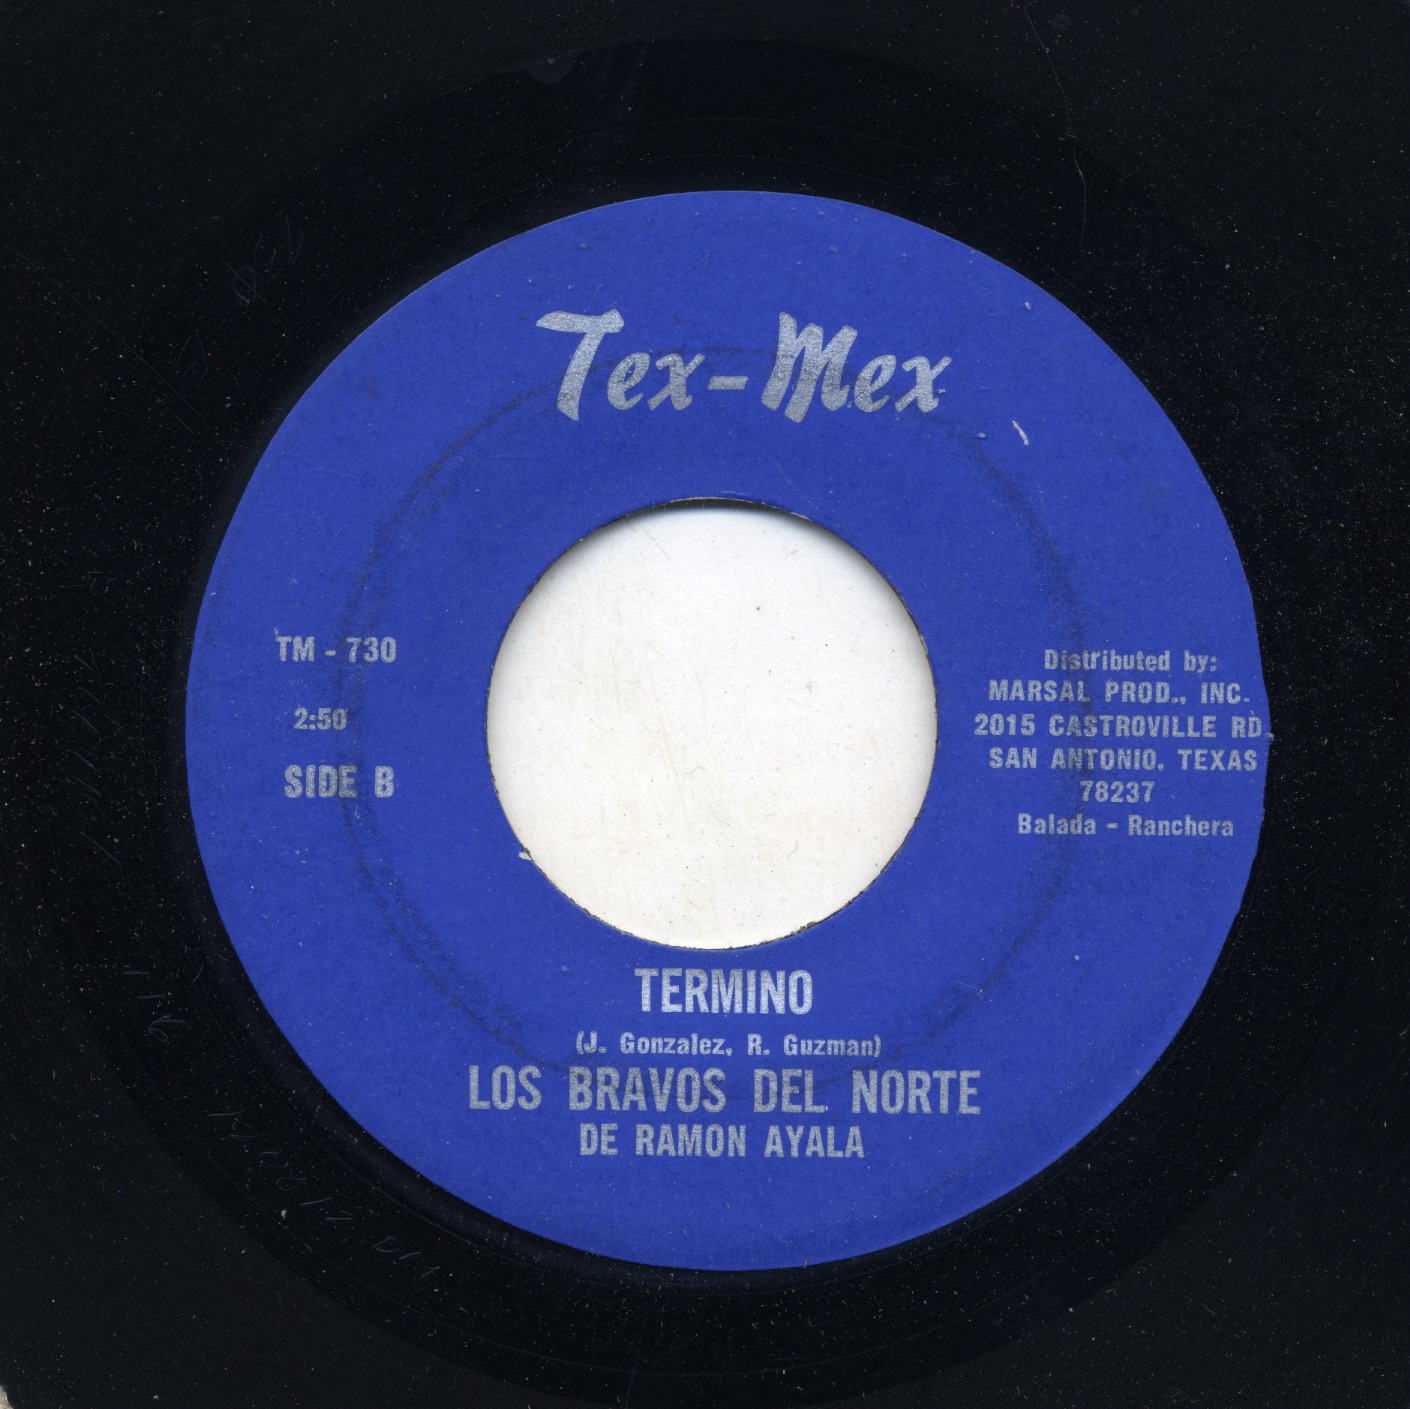 Tex-Mex
TM - 730
2:50
SIDE B
Distributed by:
MARSAL PROD., INC.
2015 CASTROVILLE RD.
SAN ANTONIO, TEXAS
78237
Balada - Ranchera
TERMINO
(J. Gonzalez, R. Guzman)
LOS BRAVOS DEL NORTE
DE RAMON AYALA